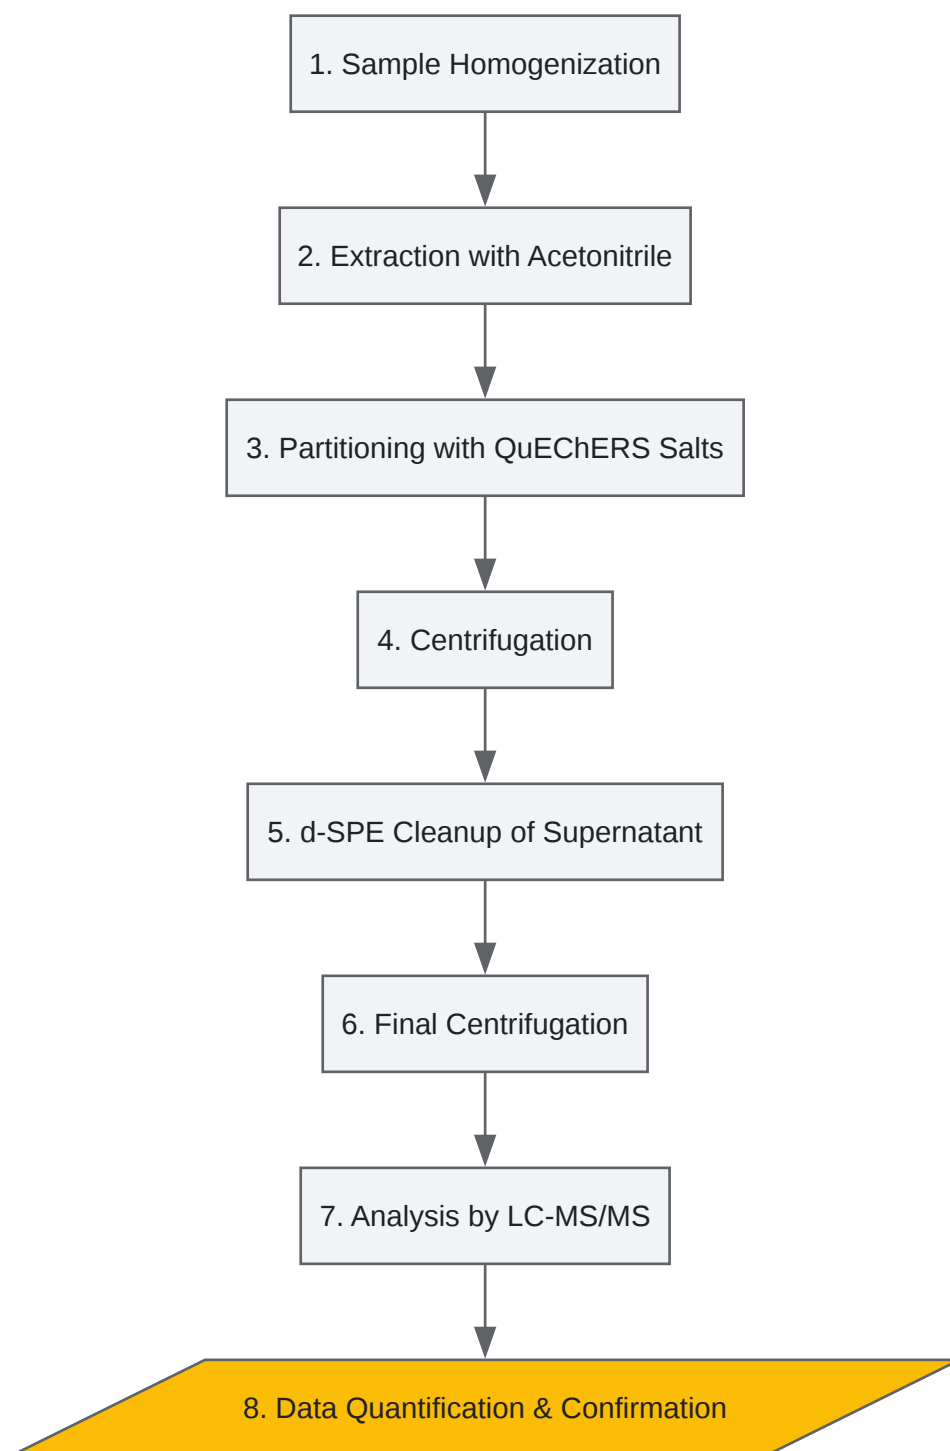 1. Sample Homogenization
2. Extraction with Acetonitrile
3. Partitioning with QuEChERS Salts
4. Centrifugation
5. d-SPE Cleanup of Supernatant
6. Final Centrifugation
7. Analysis by LC-MS/MS
8. Data Quantification & Confirmation